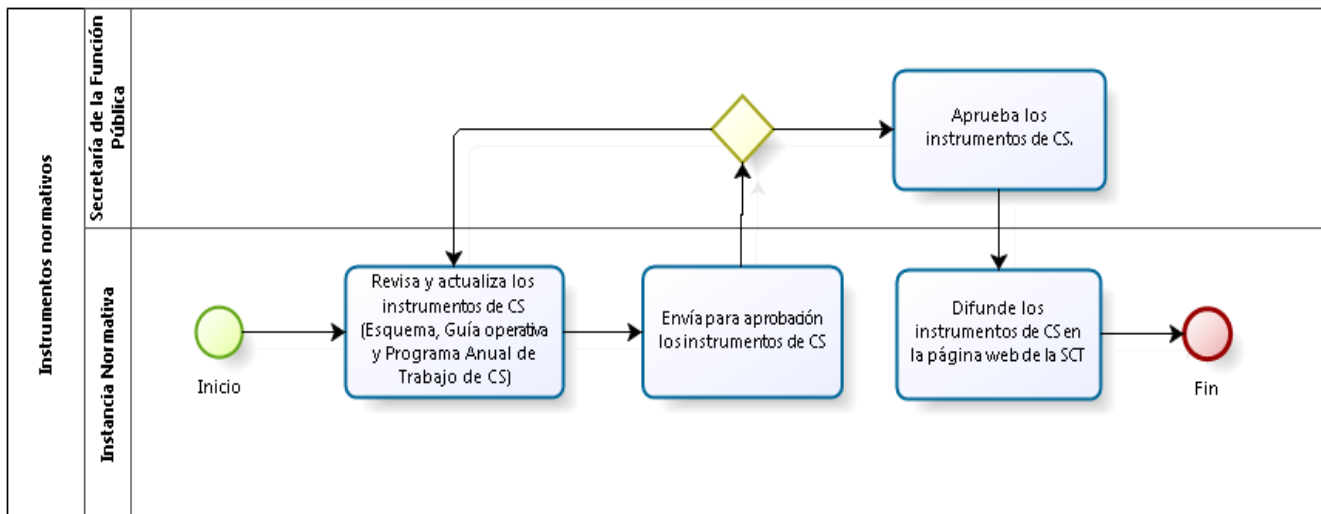 Instrumentos normativos
Secretaría de la Función
Pública
Aprueba los
instrumentos de CS.
Instancia Normativa
Inicio
Revisa y actualiza los
instrumentos de CS
(Esquema, Guía operativa
y Programa Anual de
Trabajo de CS)
Envía para aprobación
los instrumentos de CS
Difunde los
instrumentos de CS en
la página web de la SCT
Fin